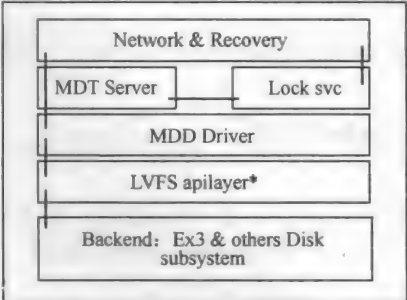 Network & Recovery
MDT Server
Lock svc
MDD Driver
LVFS apilayer*
Backend: Ex3 & others Disk
subsystem